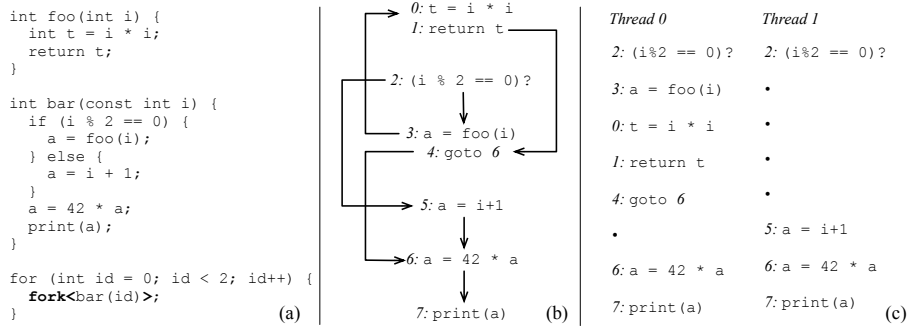 int foo(int i) {
int t = i * i;
return t;
}
int bar(const int i) {
if (i % 2 == 0) {
a = foo(i);
} else {
a = i + 1;
}
a = 42 * a;
print(a);
}
for (int id = 0; id < 2; id++) {
fork<bar(id)>;
}
(a)
0: t = i * i
1: return t
2: (i % 2 == 0)?
3: a = foo(i)
4: goto 6
5: a = i+1
6: a = 42 * a
7: print(a)
(b)
Thread 0 Thread 1
2: (i%2 == 0)? 2: (i%2 == 0)?
3: a = foo(i) •
0: t = i * i •
1: return t •
4: goto 6 •
• 5: a = i+1
6: a = 42 * a 6: a = 42 * a
7: print(a) 7: print(a)
(c)